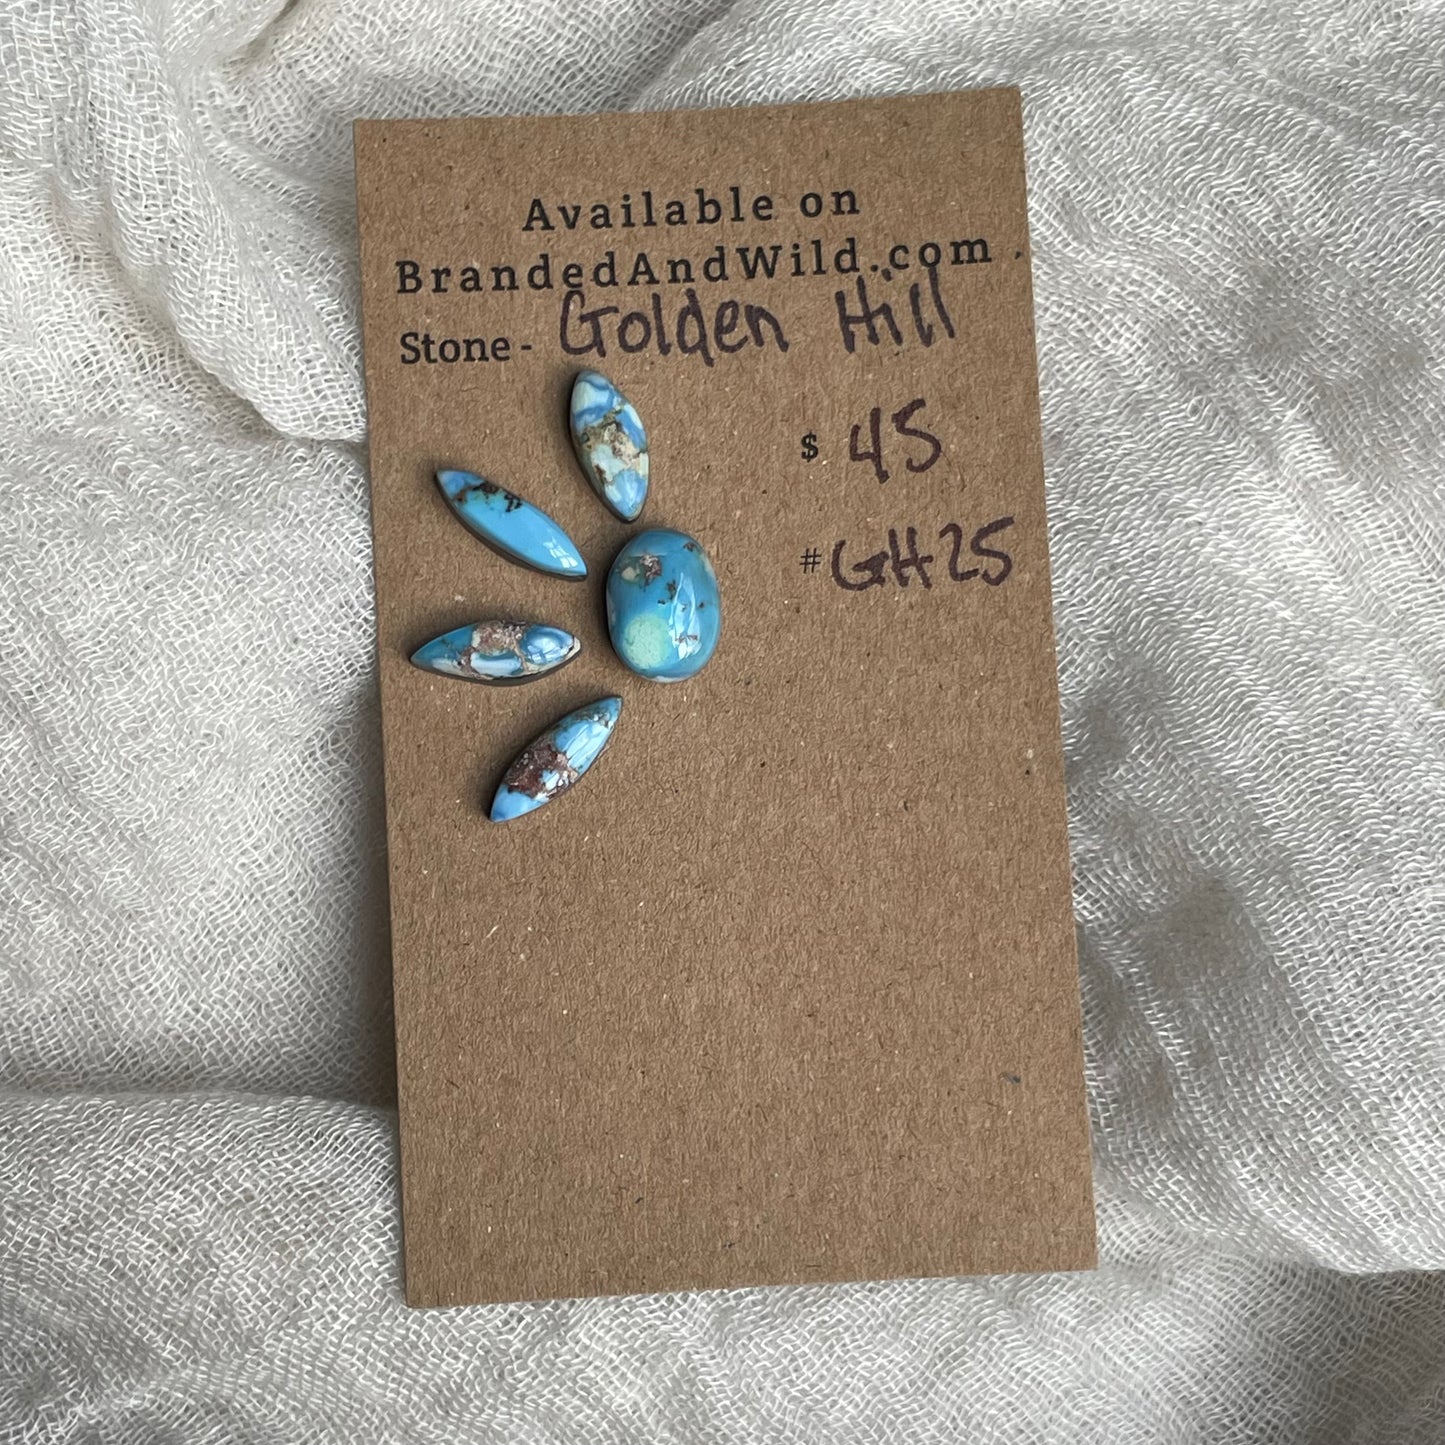 Available on
BrandedAndWild.com
Stone - Golden Hill
$ 45
# GH25